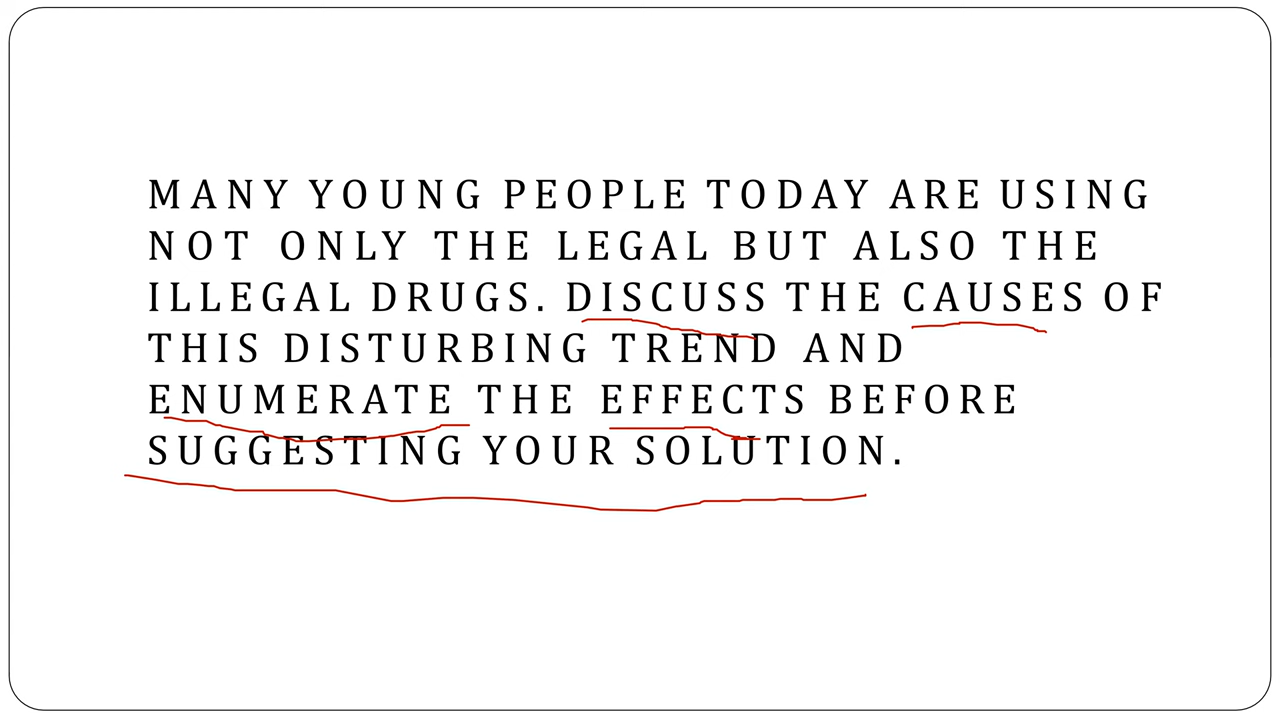 MANY YOUNG PEOPLE TODAY ARE USING
NOT ONLY THE LEGAL BUT ALSO THE
ILLEGAL DRUGS. DISCUSS THE CAUSES OF
THIS DISTURBING TREND AND
ENUMERATE THE EFFECTS BEFORE
SUGGESTING YOUR SOLUTION.